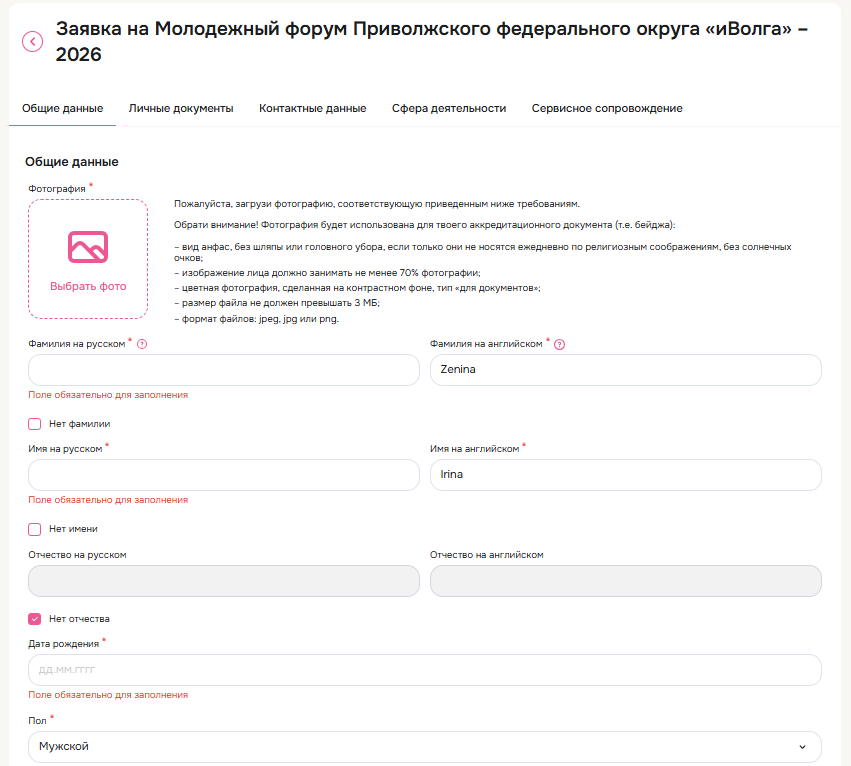 Заявка на Молодежный форум Приволжского федерального округа «иВолга» –
2026
Общие данные Личные документы Контактные данные Сфера деятельности Сервисное сопровождение
Общие данные
Фотография *
Пожалуйста, загрузи фотографию, соответствующую приведенным ниже требованиям.
Обрати внимание! Фотография будет использована для твоего аккредитационного документа (т.е. бейджа):
– вид анфас, без шляпы или головного убора, если только они не носятся ежедневно по религиозным соображениям, без солнечных
очков;
– изображение лица должно занимать не менее 70% фотографии;
– цветная фотография, сделанная на контрастном фоне, тип «для документов»;
– размер файла не должен превышать 3 МБ;
– формат файлов: jpeg, jpg или png.
Выбрать фото
Фамилия на русском * ? Фамилия на английском * ?
Zenina
Поле обязательно для заполнения
Нет фамилии
Имя на русском * Имя на английском *
Irina
Поле обязательно для заполнения
Нет имени
Отчество на русском Отчество на английском
Нет отчества
Дата рождения *
дд.мм.гггг
Поле обязательно для заполнения
Пол *
Мужской